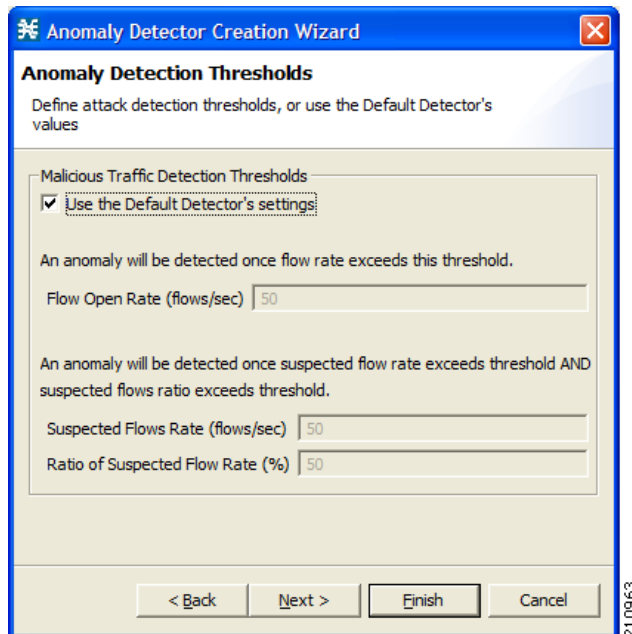 Anomaly Detector Creation Wizard
Anomaly Detection Thresholds
Define attack detection thresholds, or use the Default Detector's
values
Malicious Traffic Detection Thresholds
Use the Default Detector's settings
An anomaly will be detected once flow rate exceeds this threshold.
Flow Open Rate (flows/sec) 50
An anomaly will be detected once suspected flow rate exceeds threshold AND
suspected flows ratio exceeds threshold.
Suspected Flows Rate (flows/sec) 50
Ratio of Suspected Flow Rate (%) 50
< Back Next > Finish Cancel
210963